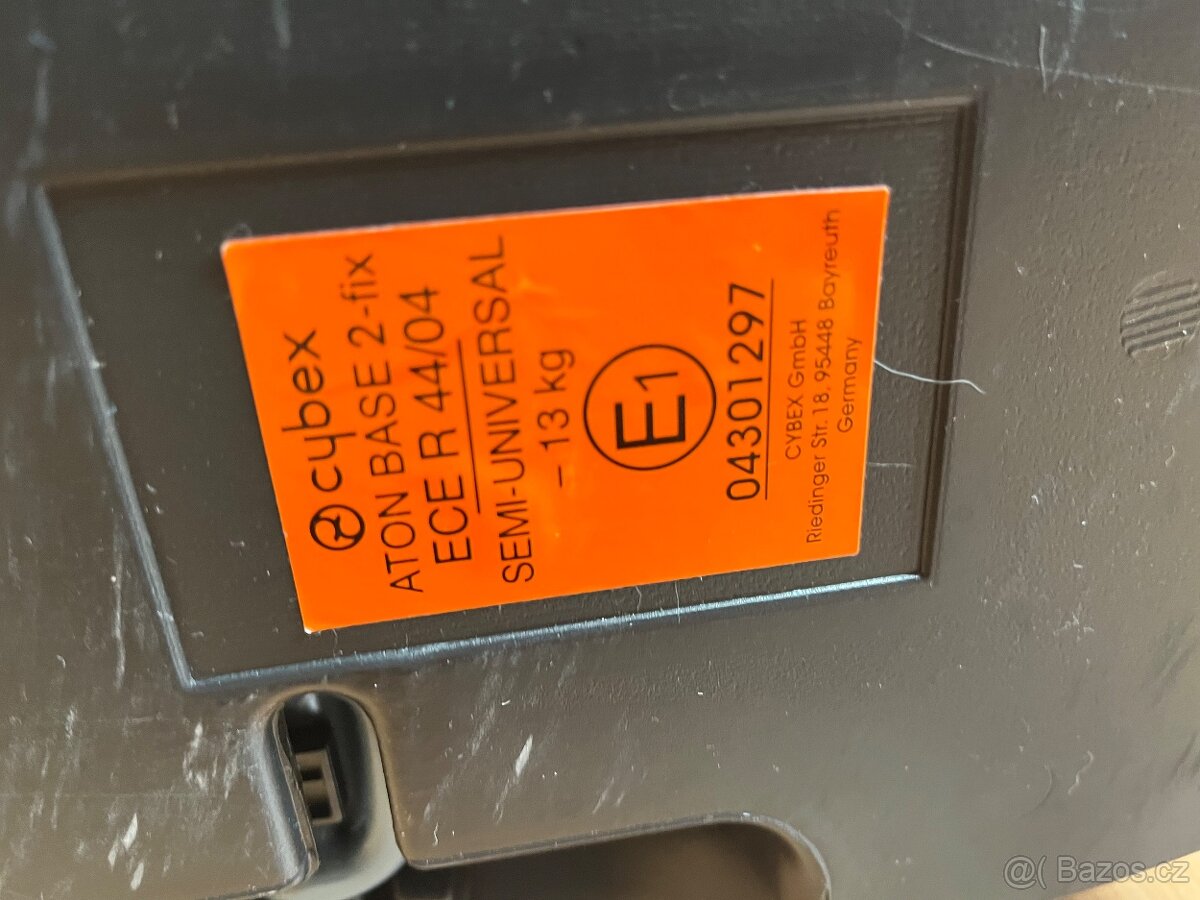 cybex
ATON BASE 2-fix
ECE R 44/04
SEMI-UNIVERSAL
– 13 kg
E1
04301297
CYBEX GmbH
Riedinger Str. 18, 95448 Bayreuth
Germany
@( Bazos.cz